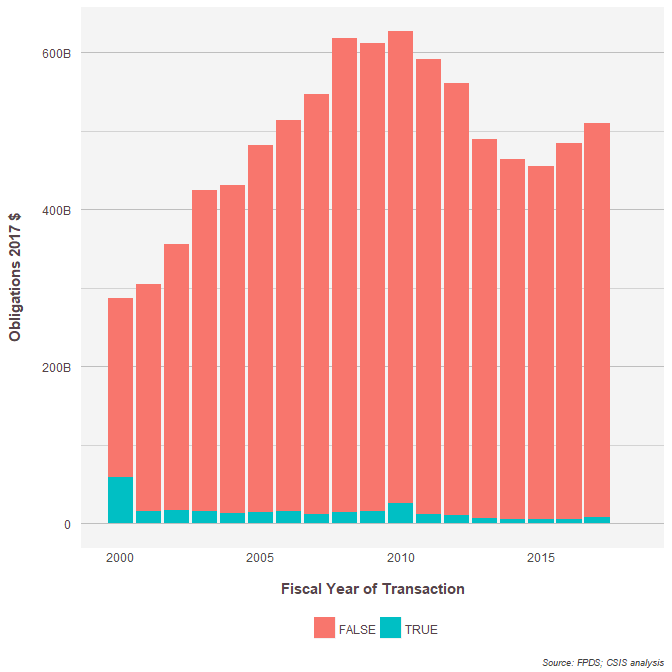 600B
400B
200B
0
Obligations 2017 $
2000 2005 2010 2015
Fiscal Year of Transaction
FALSE TRUE
Source: FPDS; CSIS analysis